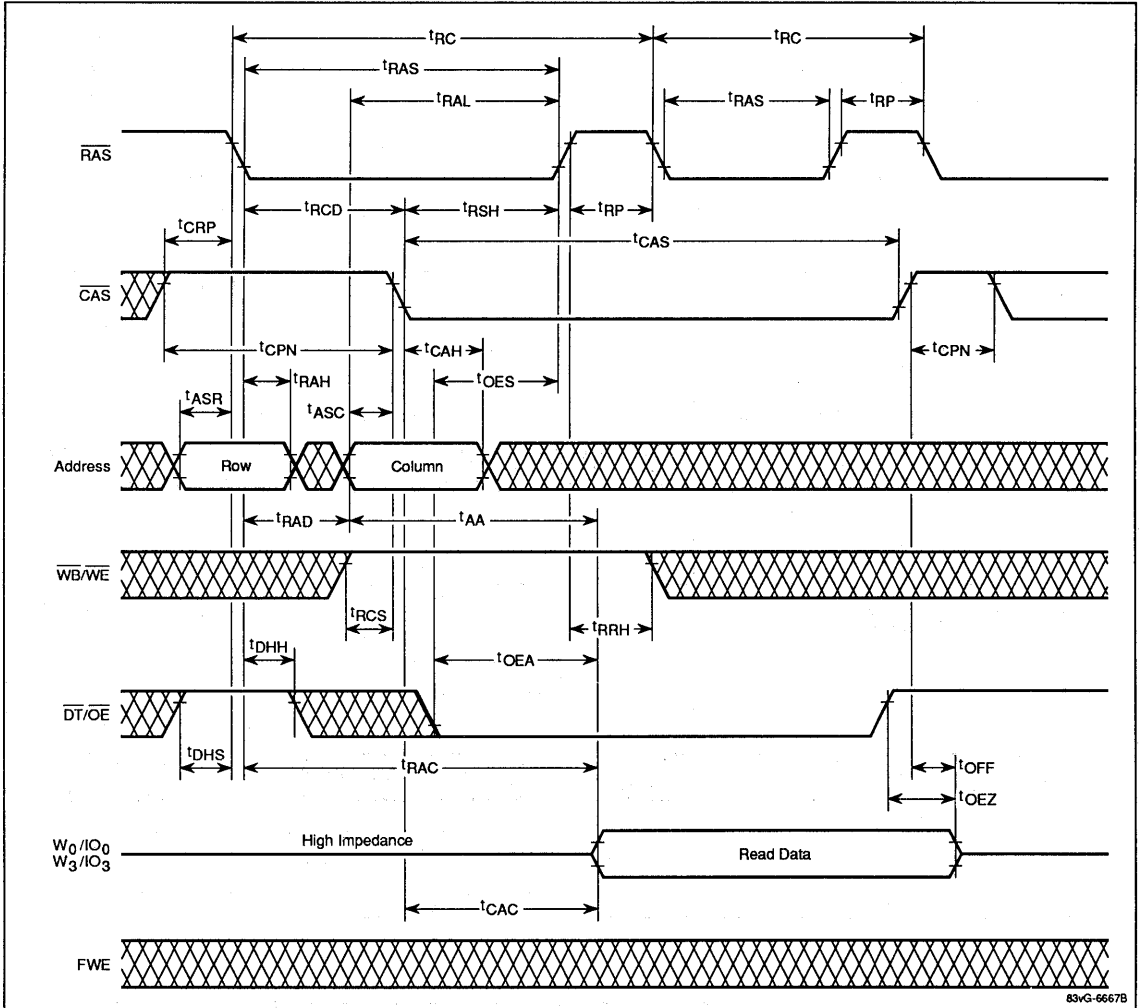 tRC tRC
tRAS
tRAL tRAS tRP
RAS
tRCD tRSH tRP
tCRP tCAS
CAS
tCPN tCAH tCPN
tRAH tOES
tASR tASC
Address Row Column
tRAD tAA
WB/WE
tRCS tRRH
tDHH tOEA
DT/OE
tDHS tRAC tOFF
tOEZ
High Impedance
W0/IO0
W3/IO3 Read Data
tCAC
FWE
83vG-6667B